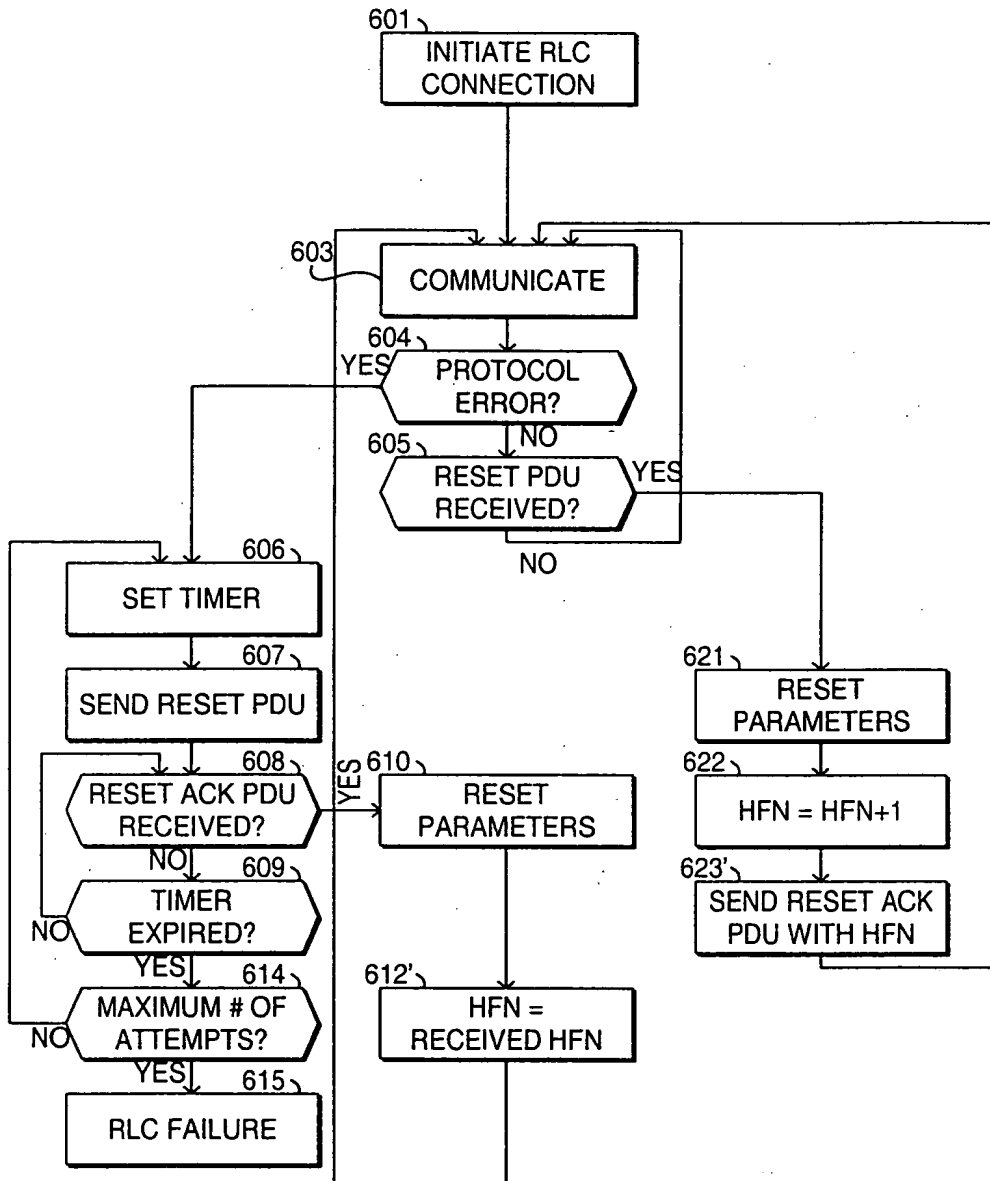 601
INITIATE RLC
CONNECTION
603
COMMUNICATE
604
YES
PROTOCOL
ERROR?
NO
605
RESET PDU
RECEIVED?
YES
NO
606
SET TIMER
607
SEND RESET PDU
608
RESET ACK PDU
RECEIVED?
YES
NO
609
TIMER
EXPIRED?
NO
YES
614
MAXIMUM # OF
ATTEMPTS?
NO
YES
615
RLC FAILURE
610
RESET
PARAMETERS
612'
HFN =
RECEIVED HFN
621
RESET
PARAMETERS
622
HFN = HFN+1
623'
SEND RESET ACK
PDU WITH HFN